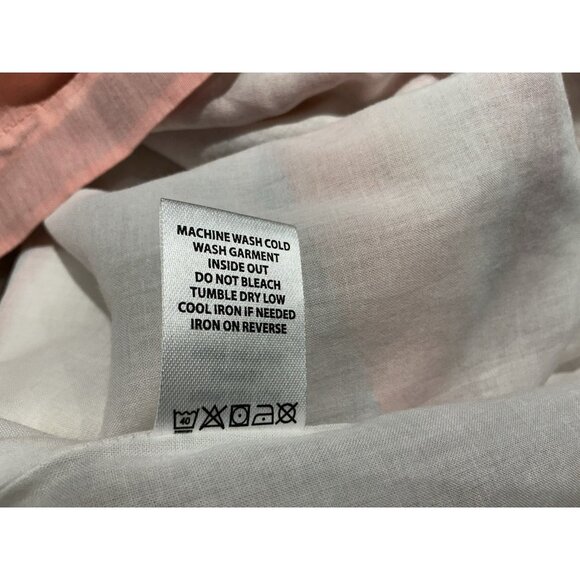 MACHINE WASH COLD
WASH GARMENT
INSIDE OUT
DO NOT BLEACH
TUMBLE DRY LOW
COOL IRON IF NEEDED
IRON ON REVERSE
40